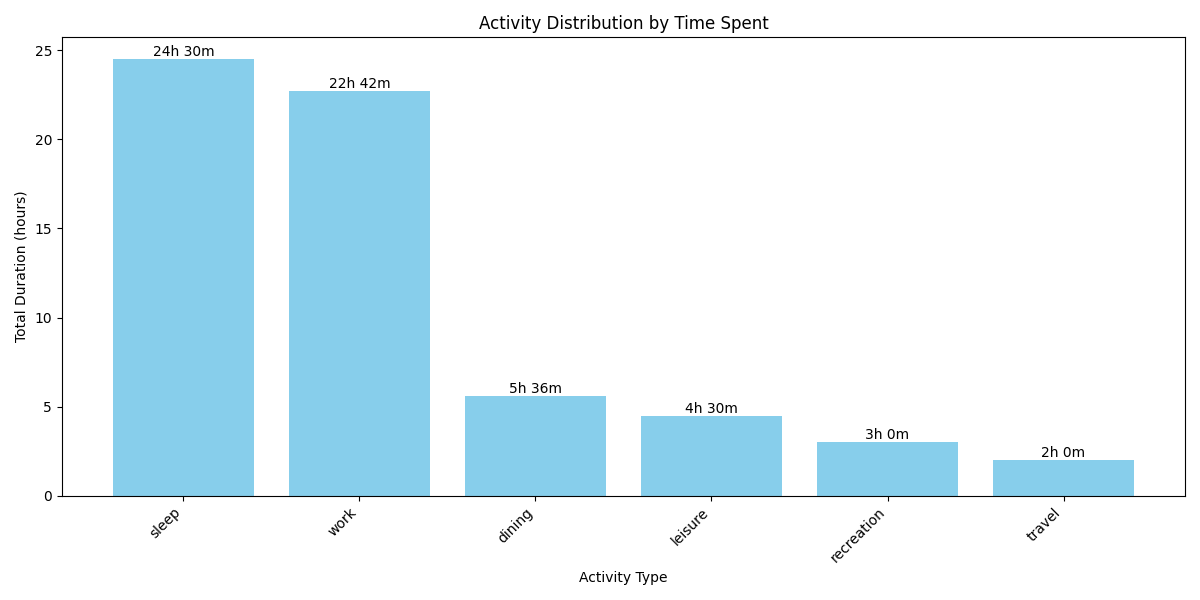 Activity Distribution by Time Spent
Total Duration (hours)
25
20
15
10
5
0
24h 30m
22h 42m
5h 36m
4h 30m
3h 0m
2h 0m
sleep
work
dining
leisure
recreation
travel
Activity Type